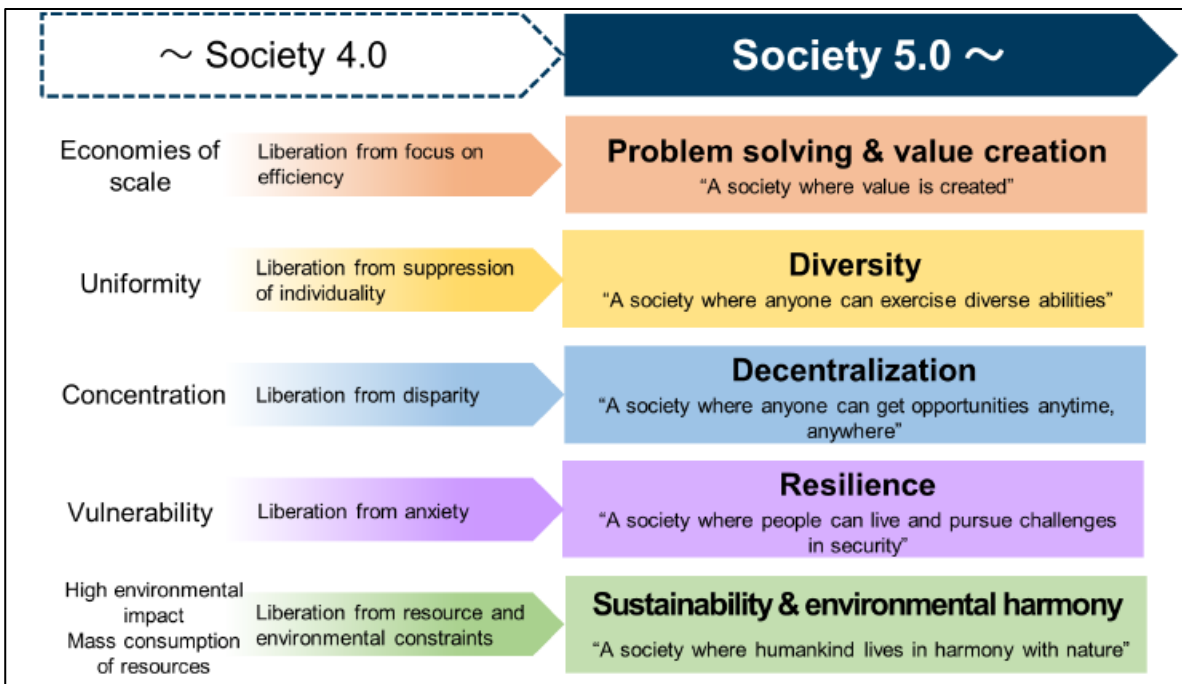 ～ Society 4.0
Society 5.0 ～
Economies of
scale
Liberation from focus on
efficiency
Problem solving & value creation
“A society where value is created”
Uniformity
Liberation from suppression
of individuality
Diversity
“A society where anyone can exercise diverse abilities”
Concentration
Liberation from disparity
Decentralization
“A society where anyone can get opportunities anytime,
anywhere”
Vulnerability
Liberation from anxiety
Resilience
“A society where people can live and pursue challenges
in security”
High environmental
impact
Mass consumption
of resources
Liberation from resource and
environmental constraints
Sustainability & environmental harmony
“A society where humankind lives in harmony with nature”